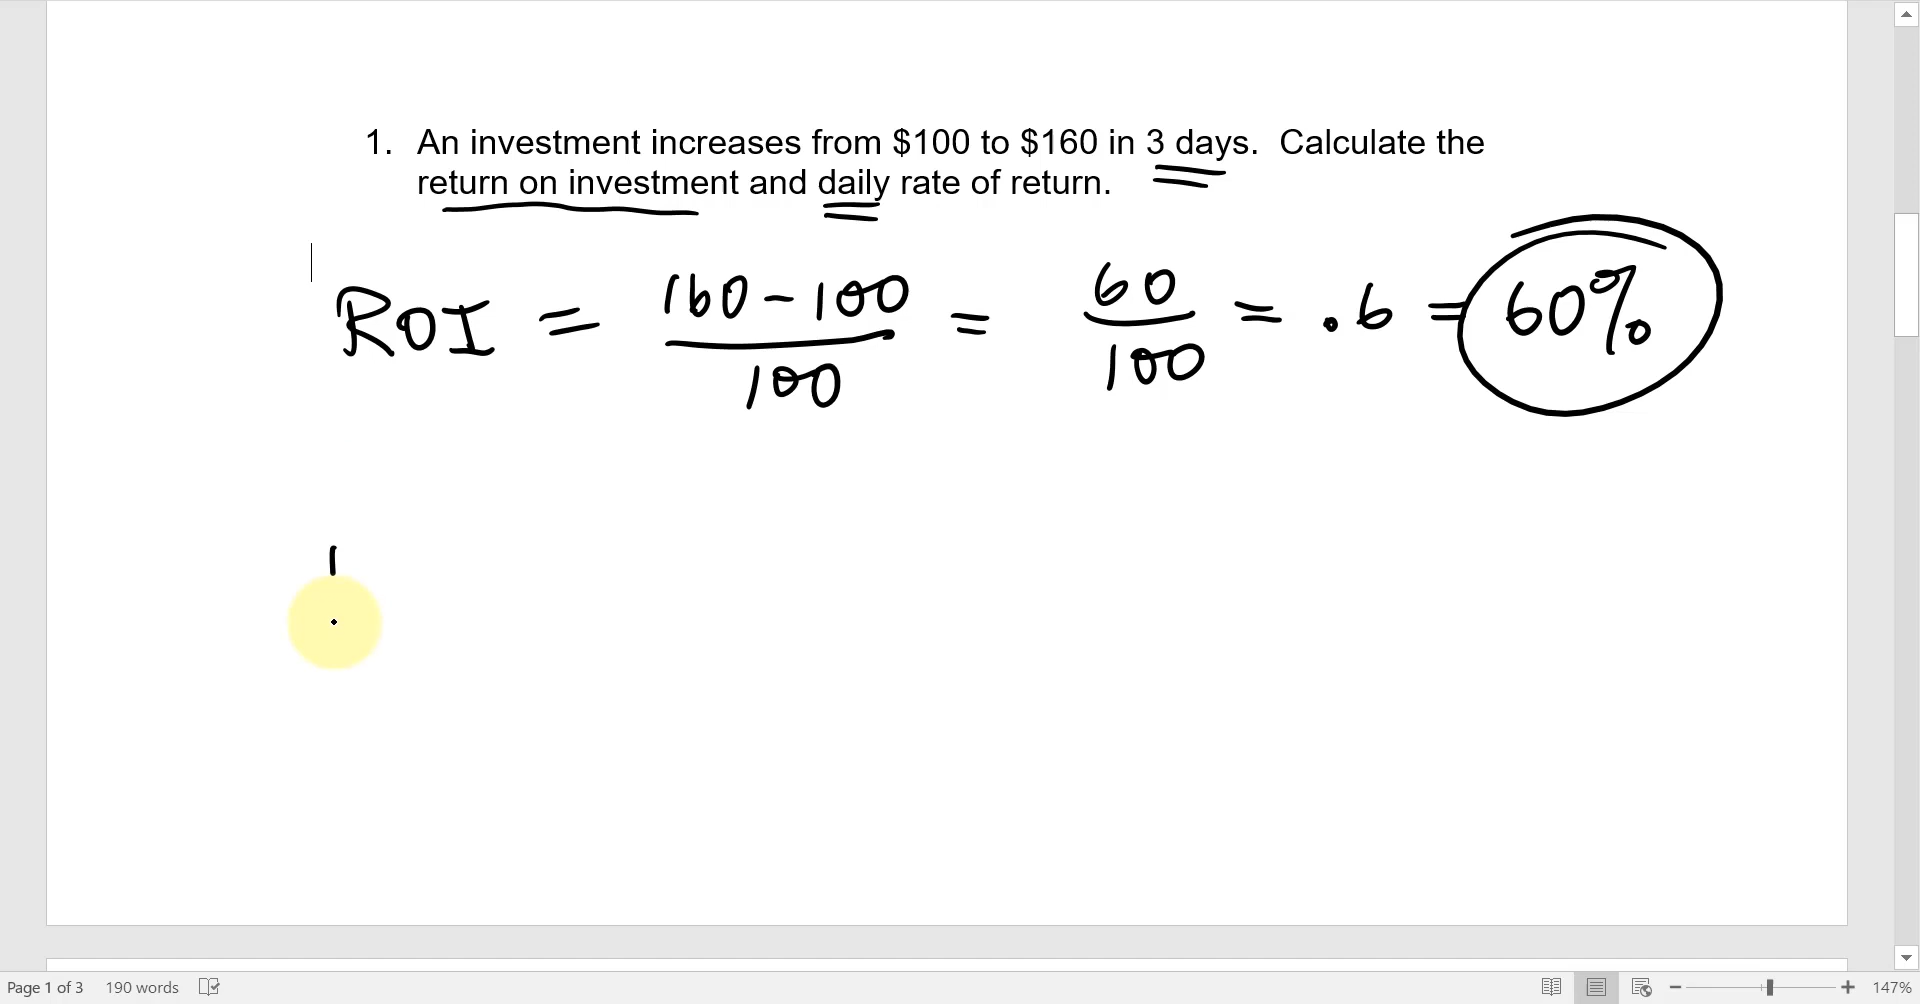 1. An investment increases from $100 to $160 in 3 days. Calculate the
return on investment and daily rate of return.
ROI = 160-100 / 100 = 60 / 100 = .6 = 60%
Page 1 of 3 190 words 147%